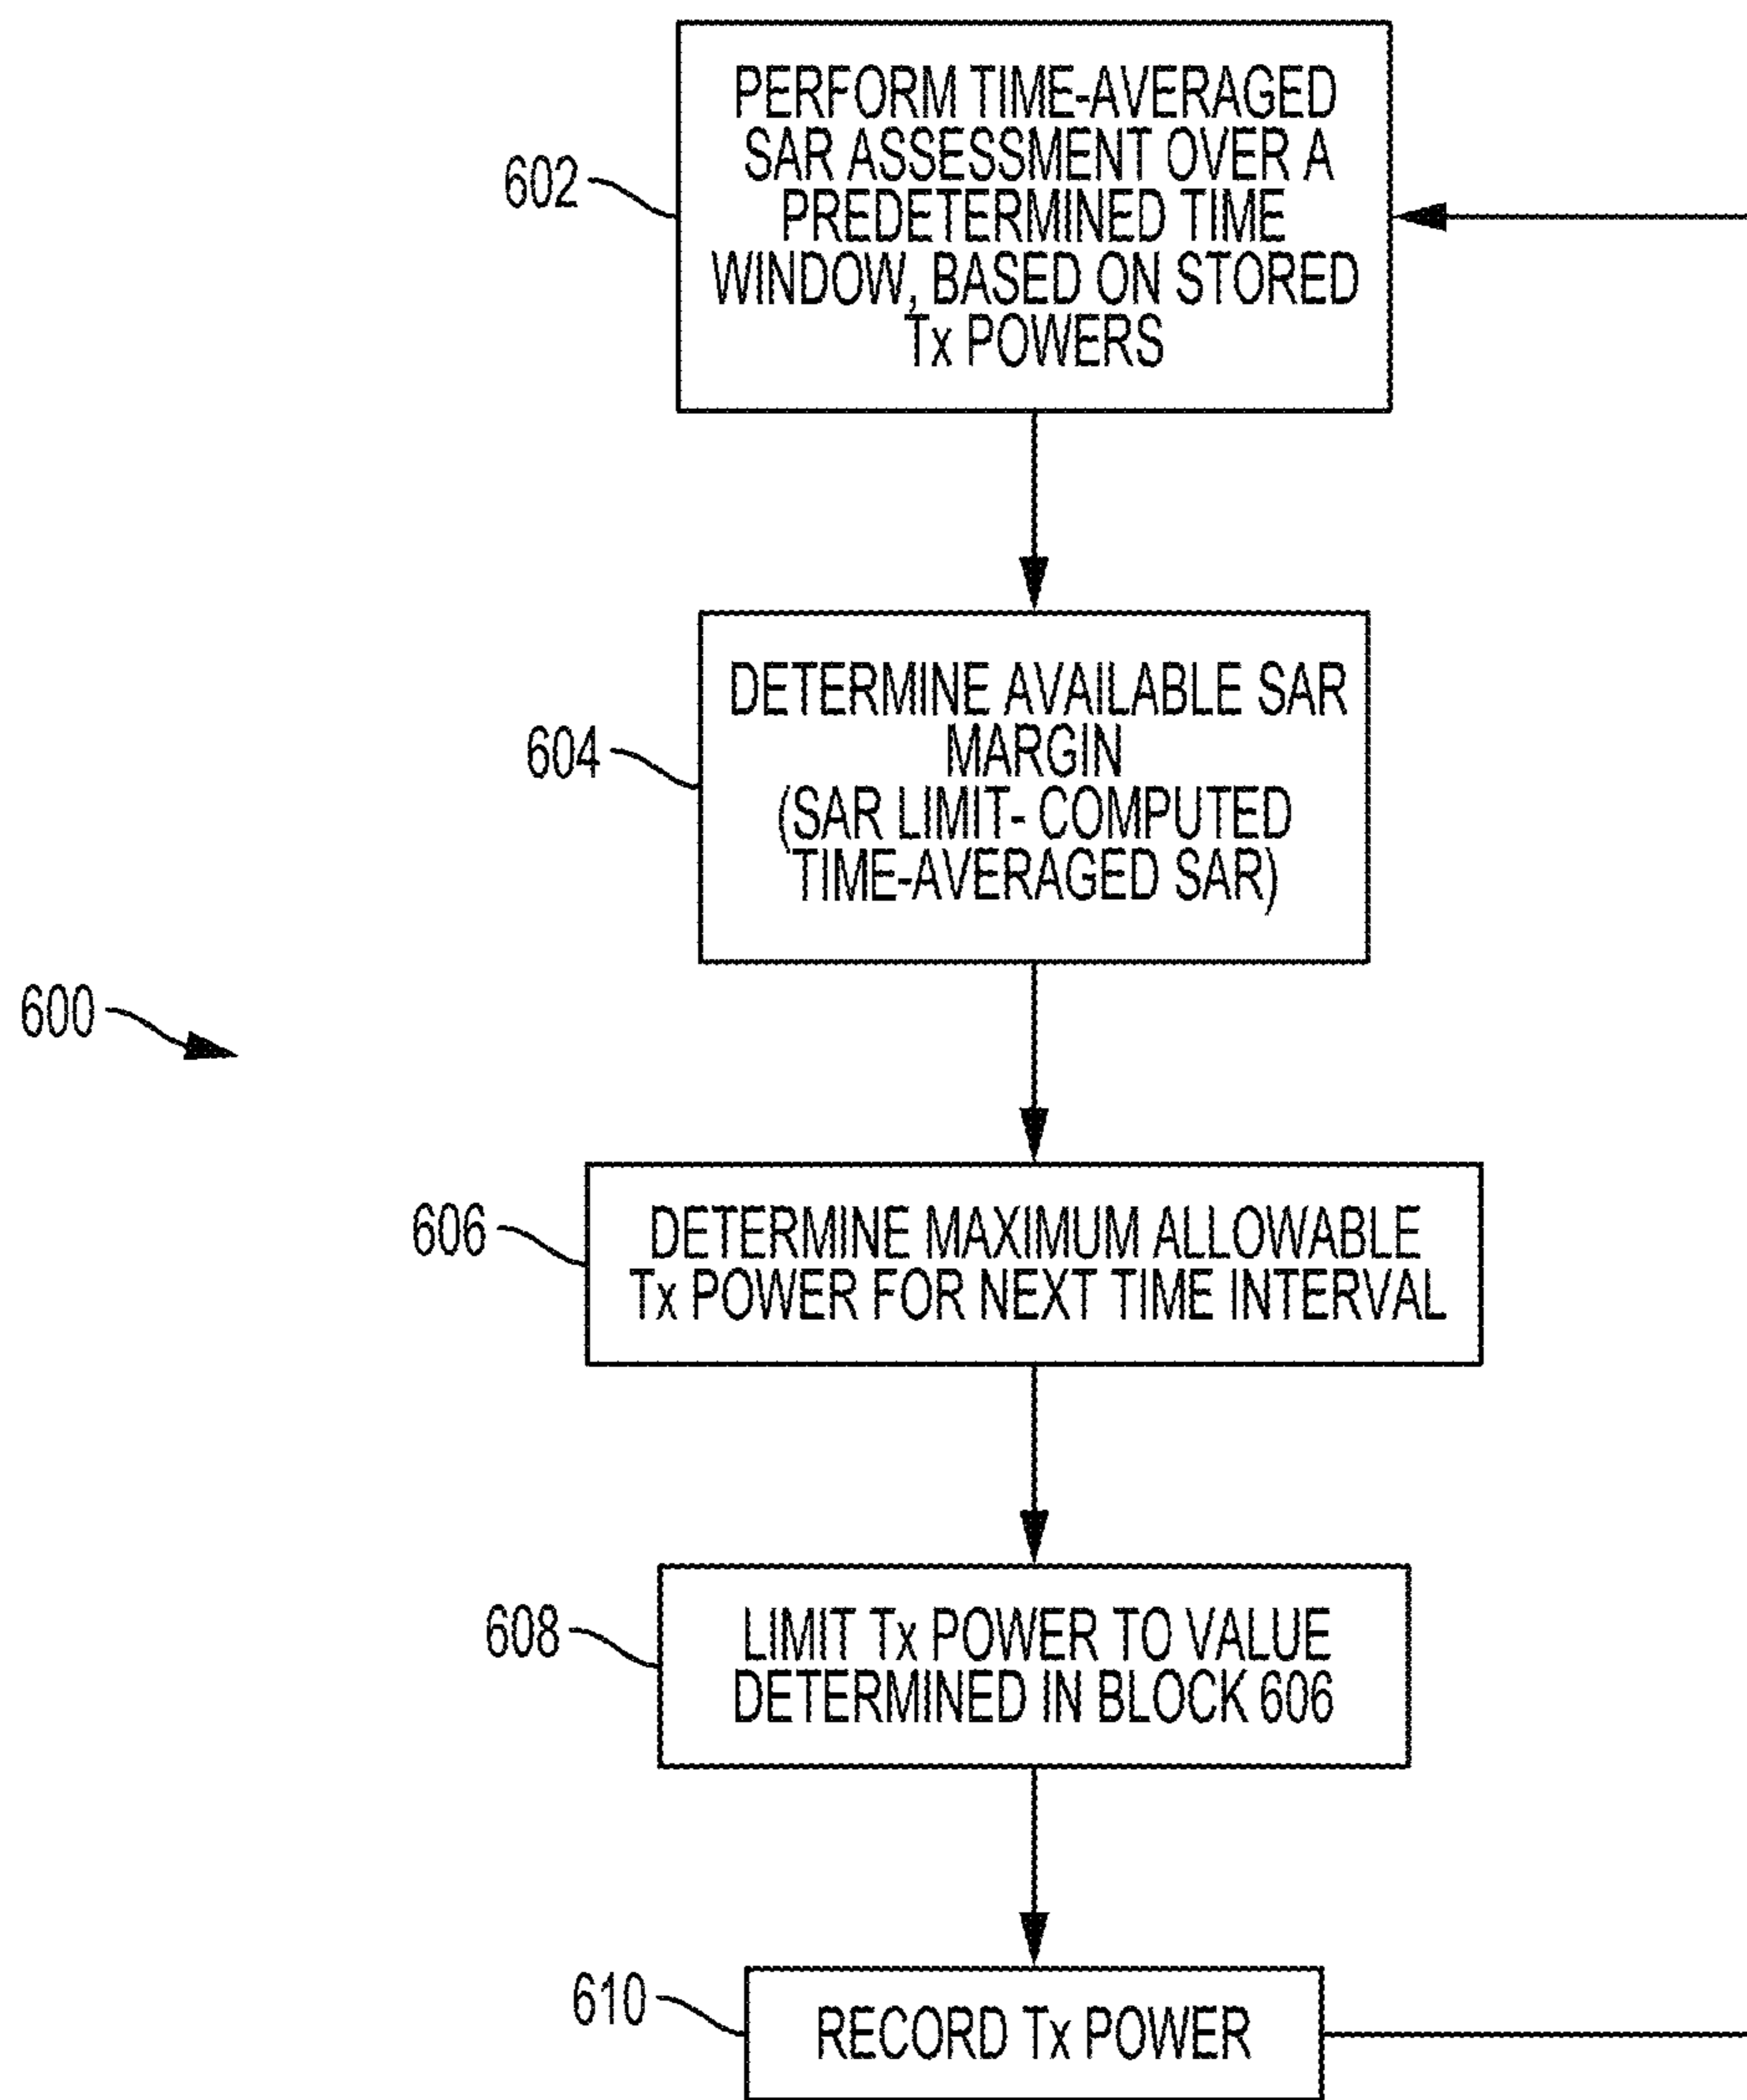 602
PERFORM TIME-AVERAGED
SAR ASSESSMENT OVER A
PREDETERMINED TIME
WINDOW, BASED ON STORED
Tx POWERS
604
DETERMINE AVAILABLE SAR
MARGIN
(SAR LIMIT- COMPUTED
TIME-AVERAGED SAR)
600
606
DETERMINE MAXIMUM ALLOWABLE
Tx POWER FOR NEXT TIME INTERVAL
608
LIMIT Tx POWER TO VALUE
DETERMINED IN BLOCK 606
610
RECORD Tx POWER